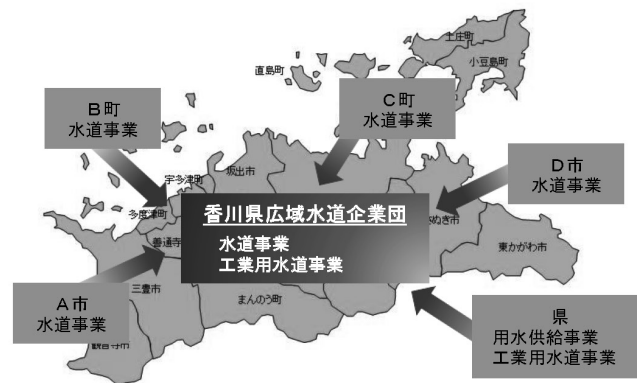 土庄町
小豆島町
直島町
B町
水道事業
C町
水道事業
D市
水道事業
宇多津町
坂出市
多度津町
善通寺
香川県広域水道企業団
水道事業
工業用水道事業
ぬき市
東かがわ市
A市
水道事業
三豊市
まんのう町
観音寺市
県
用水供給事業
工業用水道事業